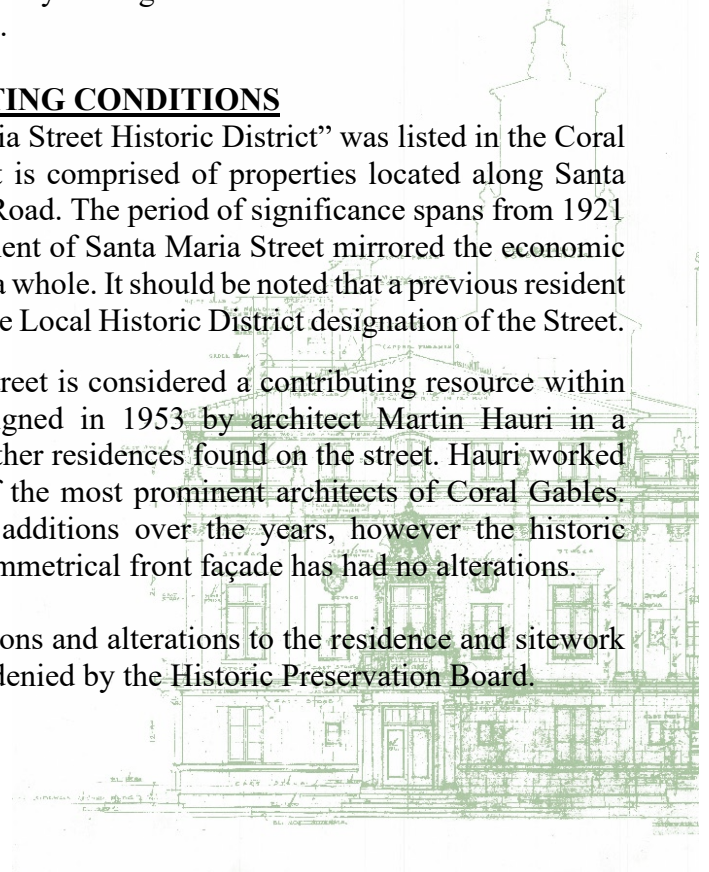 .
TING CONDITIONS
ia Street Historic District” was listed in the Coral
t is comprised of properties located along Santa
Road. The period of significance spans from 1921
ent of Santa Maria Street mirrored the economic
a whole. It should be noted that a previous resident
e Local Historic District designation of the Street.
reet is considered a contributing resource within
igned in 1953 by architect Martin Hauri in a
ther residences found on the street. Hauri worked
f the most prominent architects of Coral Gables.
additions over the years, however the historic
mmetrical front façade has had no alterations.
ons and alterations to the residence and sitework
denied by the Historic Preservation Board.